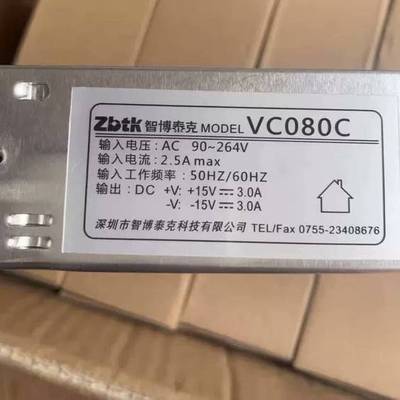 Zbtk 智博泰克 MODEL VC080C
输入电压: AC 90~264V
输入电流: 2.5A max
输入工作频率: 50HZ/60HZ
输出: DC +V: +15V⎓3.0A
-V: -15V⎓3.0A
深圳市智博泰克科技有限公司 TEL/Fax 0755-23408676